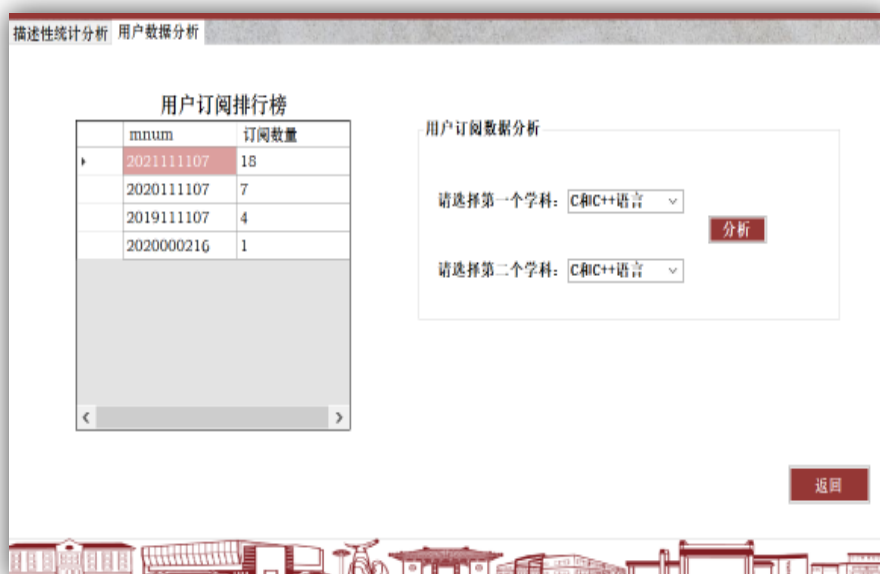 描述性统计分析 用户数据分析
用户订阅排行榜
mnum 订阅数量
2021111107 18
2020111107 7
2019111107 4
2020000216 1
用户订阅数据分析
请选择第一个学科： C和C++语言
分析
请选择第二个学科： C和C++语言
返回